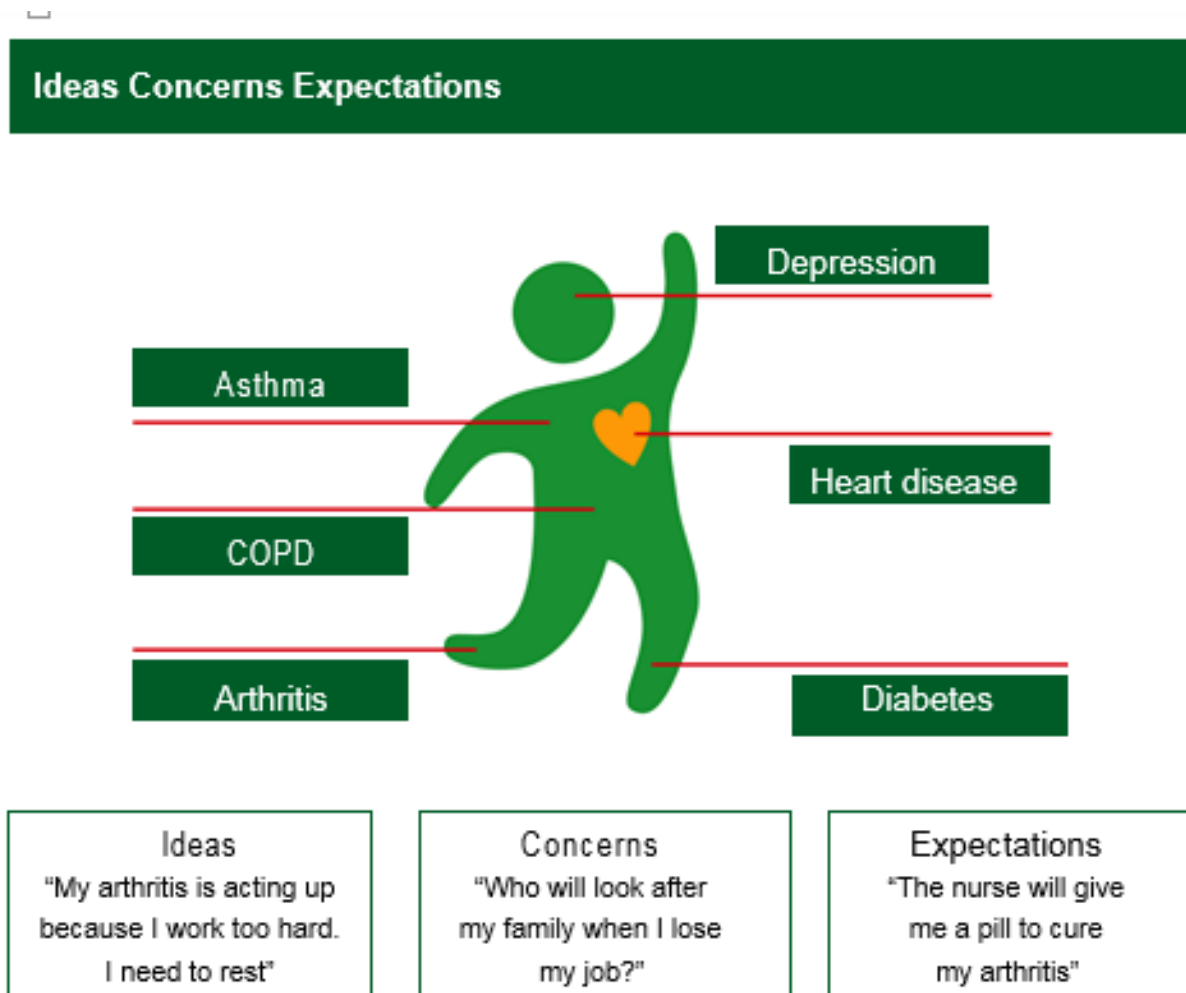 Ideas Concerns Expectations
Depression
Asthma
Heart disease
COPD
Arthritis
Diabetes
Ideas
“My arthritis is acting up
because I work too hard.
I need to rest”
Concerns
“Who will look after
my family when I lose
my job?”
Expectations
“The nurse will give
me a pill to cure
my arthritis”